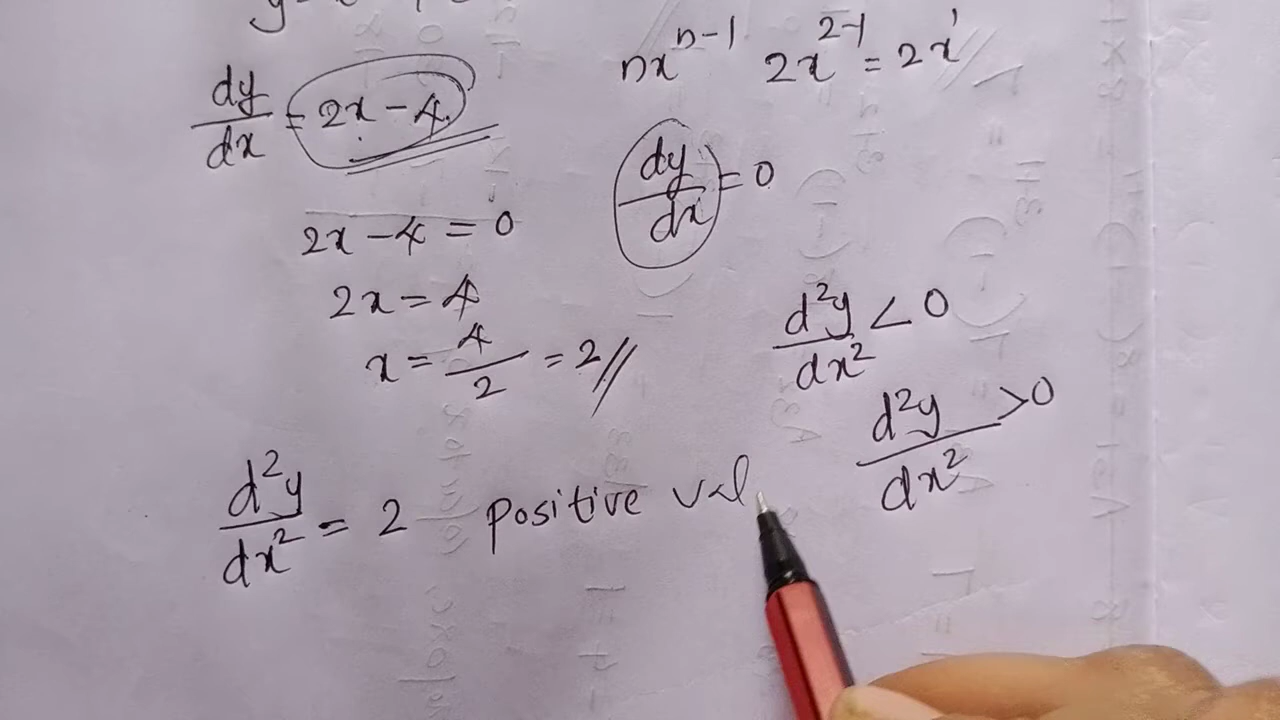 dy/dx = 2x - 4
nx^n-1 2x^2-1 = 2x^1
dy/dx = 0
2x - 4 = 0
2x = 4
x = 4/2 = 2//
d²y/dx² < 0
d²y/dx² > 0
d²y/dx² = 2 positive val